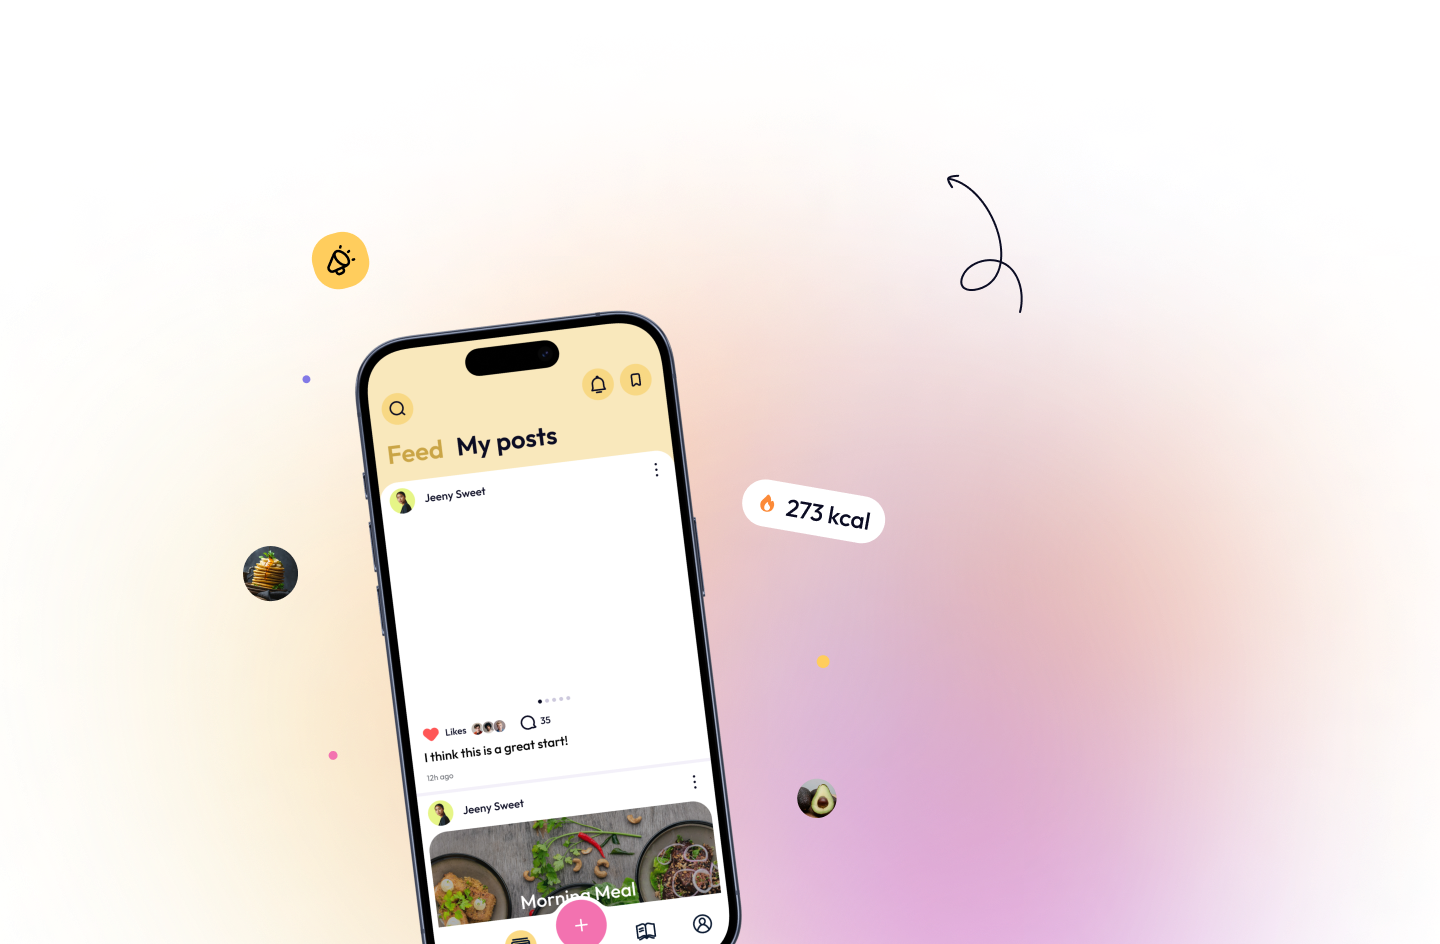 Feed My posts
Jeeny Sweet
273 kcal
Likes 35
I think this is a great start!
12h ago
Jeeny Sweet
Morning Meal